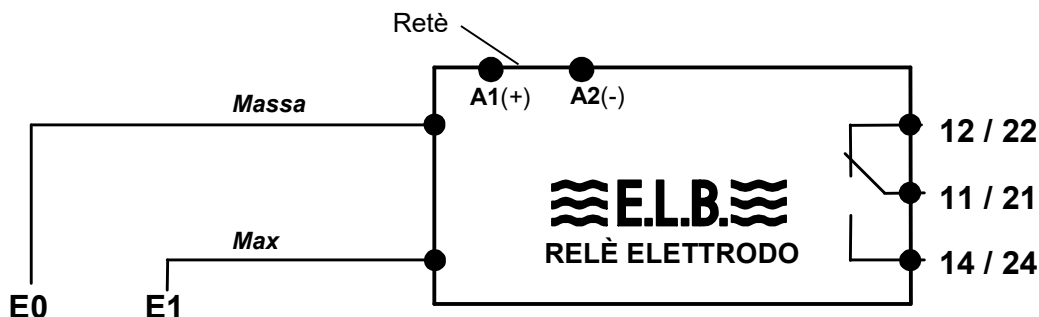 Retè
A1(+) A2(-)
Massa
12 / 22
E.L.B.
11 / 21
Max
RELÈ ELETTRODO
14 / 24
E0 E1